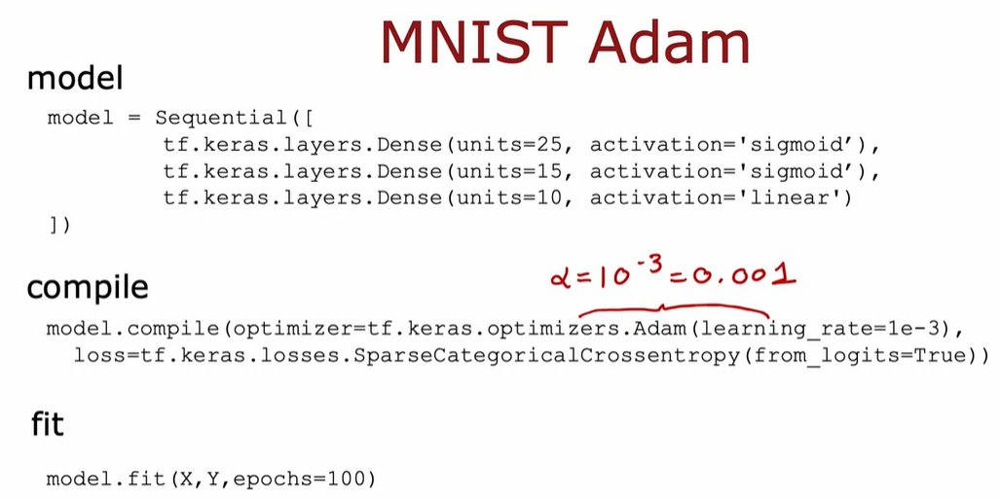 MNIST Adam
model
model = Sequential([
tf.keras.layers.Dense(units=25, activation='sigmoid’),
tf.keras.layers.Dense(units=15, activation='sigmoid’),
tf.keras.layers.Dense(units=10, activation='linear')
])
α=10⁻³=0.001
compile
model.compile(optimizer=tf.keras.optimizers.Adam(learning_rate=1e-3),
loss=tf.keras.losses.SparseCategoricalCrossentropy(from_logits=True))
fit
model.fit(X,Y,epochs=100)